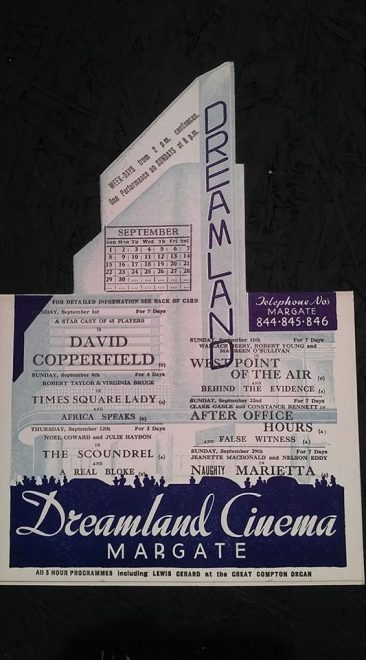 WEEK-DAYS from 2 p.m. continuous.
One Performance on SUNDAYS at 8 p.m.
DREAMLAND
SEPTEMBER
Sun Mon Tu Wed Th Fri Sat
1 2 3 4 5 6 7
8 9 10 11 12 13 14
15 16 17 18 19 20 21
22 23 24 25 26 27 28
29 30
FOR DETAILED INFORMATION SEE BACK OF CARD
Telephone Nos
MARGATE
844-845-846
SUNDAY, September 1st For 7 Days
A STAR CAST OF 65 PLAYERS
IN
DAVID
COPPERFIELD (U)
SUNDAY, September 8th For 4 Days
ROBERT TAYLOR & VIRGINIA BRUCE
IN
TIMES SQUARE LADY (A)
AND
AFRICA SPEAKS (U)
THURSDAY, September 12th For 3 Days
NOEL COWARD and JULIE HAYDON
IN
THE SCOUNDREL (A)
AND
A REAL BLOKE
SUNDAY, September 15th For 7 Days
WALLACE BEERY, ROBERT YOUNG and
MAUREEN O'SULLIVAN
IN
WEST POINT
OF THE AIR (U)
AND
BEHIND THE EVIDENCE (A)
SUNDAY, September 22nd For 7 Days
CLARK GABLE and CONSTANCE BENNETT IN
AFTER OFFICE
HOURS (A)
AND FALSE WITNESS (A)
SUNDAY, September 29th For 7 Days
JEANETTE MACDONALD and NELSON EDDY
IN
NAUGHTY MARIETTA
Dreamland Cinema
MARGATE
All 3 HOUR PROGRAMMES including LEWIS GERARD at the GREAT COMPTON ORGAN